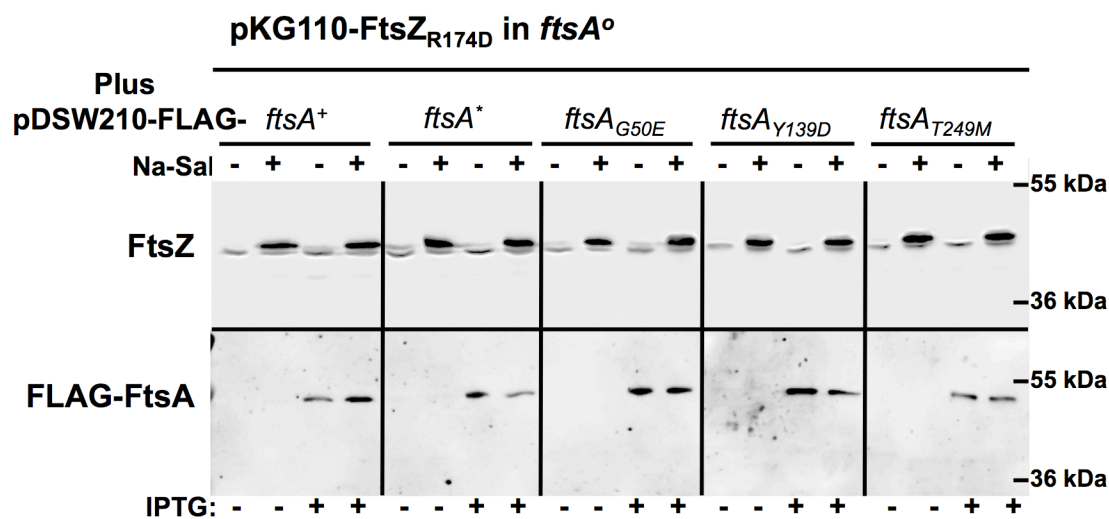 pKG110-FtsZR174D in ftsAo
Plus
pDSW210-FLAG- ftsA+ ftsA* ftsAG50E ftsAY139D ftsAT249M
Na-Sal - + - + - + - + - + - + - + - + - + - +
55 kDa
FtsZ
36 kDa
55 kDa
FLAG-FtsA
36 kDa
IPTG: - - + + - - + + - - + + - - + + - - + +